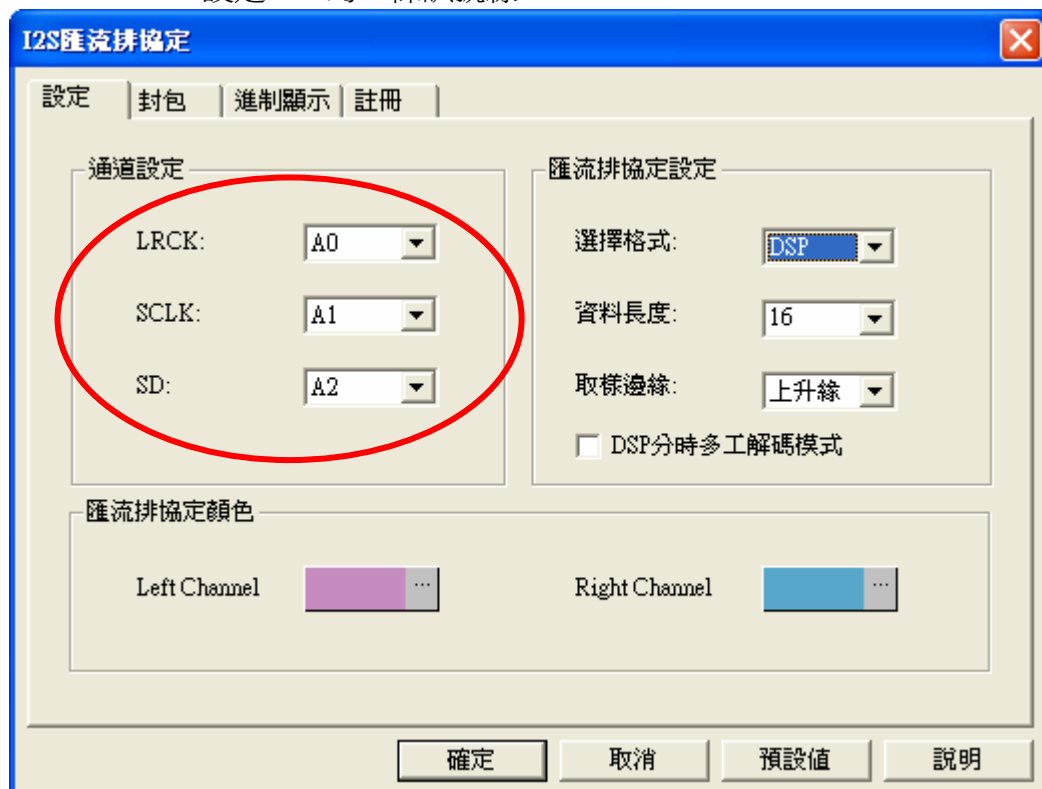 I2S匯流排協定
設定 封包 進制顯示 註冊
通道設定
LRCK: A0
SCLK: A1
SD: A2
匯流排協定設定
選擇格式: DSP
資料長度: 16
取樣邊緣: 上升緣
DSP分時多工解碼模式
匯流排協定顏色
Left Channel ...
Right Channel ...
確定 取消 預設值 說明